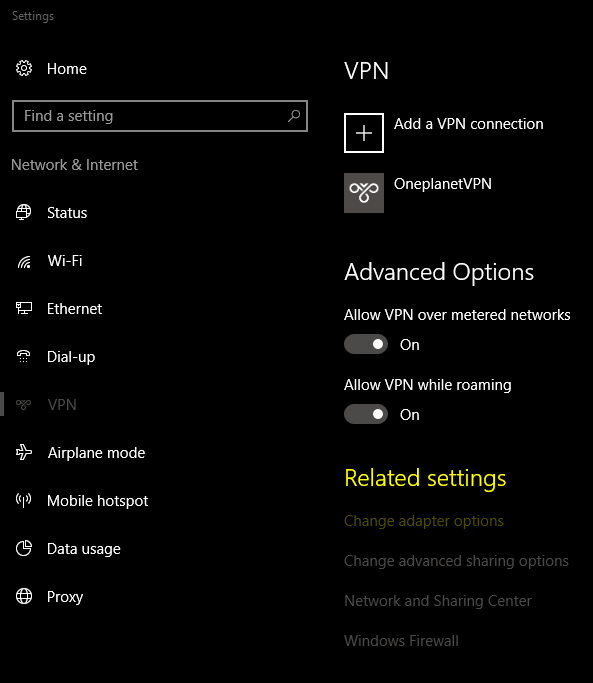 Settings
Home
Find a setting
Network & Internet
Status
Wi-Fi
Ethernet
Dial-up
VPN
Airplane mode
Mobile hotspot
Data usage
Proxy
VPN
Add a VPN connection
OneplanetVPN
Advanced Options
Allow VPN over metered networks
On
Allow VPN while roaming
On
Related settings
Change adapter options
Change advanced sharing options
Network and Sharing Center
Windows Firewall